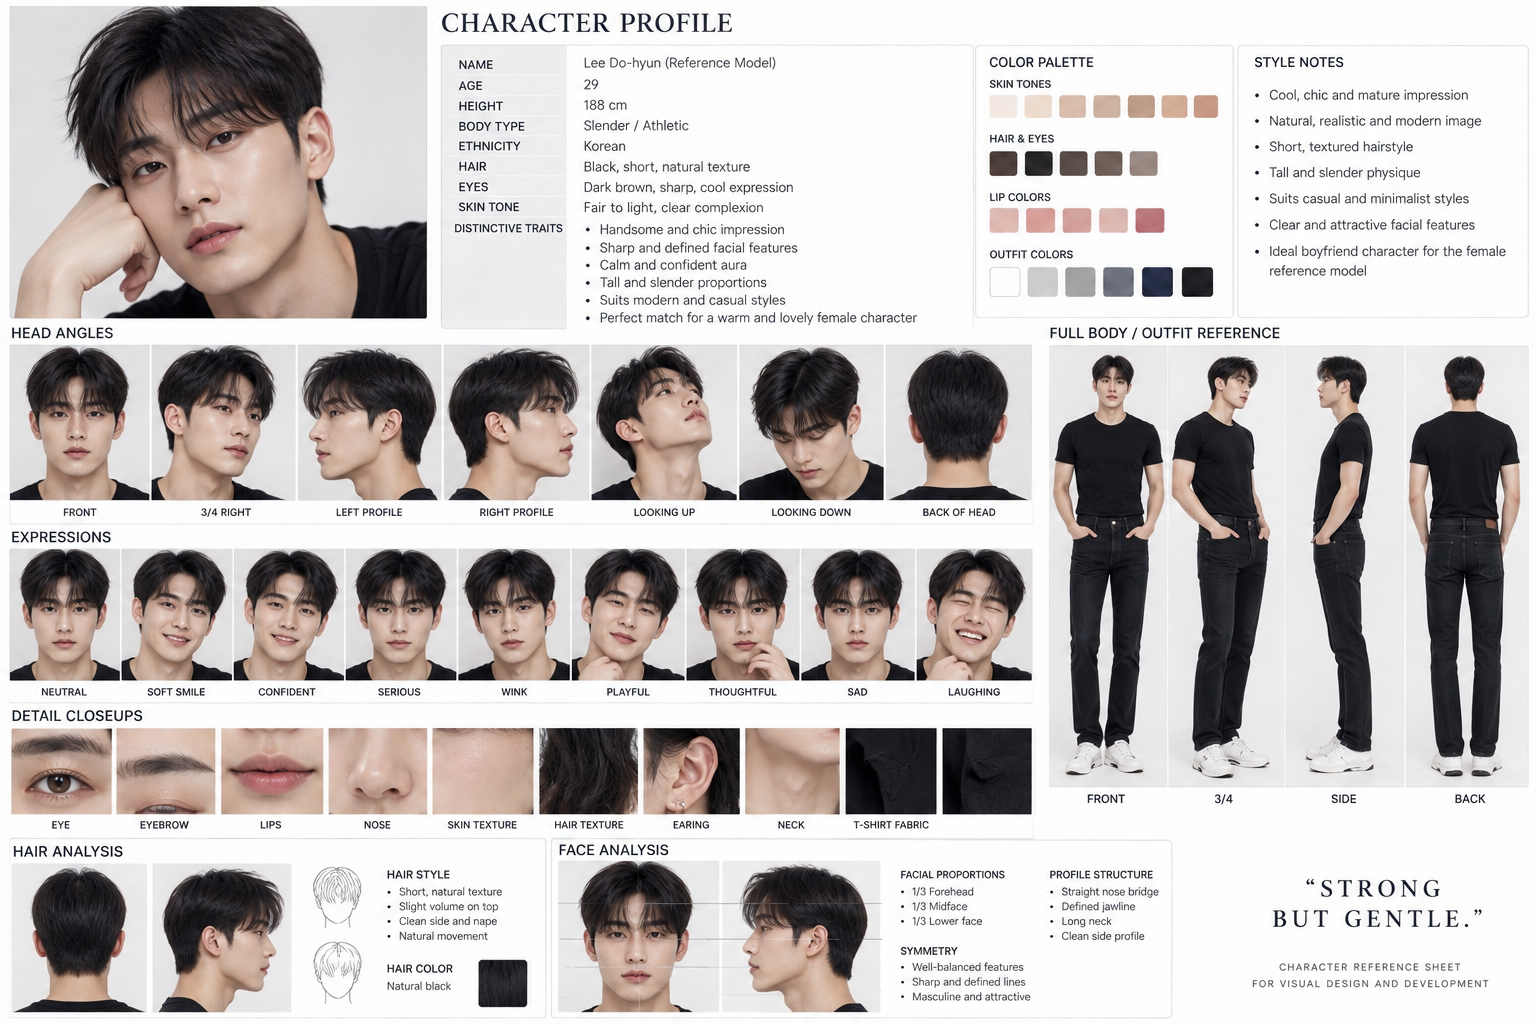 CHARACTER PROFILE
NAME Lee Do-hyun (Reference Model)
AGE 29
HEIGHT 188 cm
BODY TYPE Slender / Athletic
ETHNICITY Korean
HAIR Black, short, natural texture
EYES Dark brown, sharp, cool expression
SKIN TONE Fair to light, clear complexion
DISTINCTIVE TRAITS
• Handsome and chic impression
• Sharp and defined facial features
• Calm and confident aura
• Tall and slender proportions
• Suits modern and casual styles
• Perfect match for a warm and lovely female character
COLOR PALETTE
SKIN TONES
HAIR & EYES
LIP COLORS
OUTFIT COLORS
STYLE NOTES
• Cool, chic and mature impression
• Natural, realistic and modern image
• Short, textured hairstyle
• Tall and slender physique
• Suits casual and minimalist styles
• Clear and attractive facial features
• Ideal boyfriend character for the female
reference model
HEAD ANGLES
FRONT 3/4 RIGHT LEFT PROFILE RIGHT PROFILE LOOKING UP LOOKING DOWN BACK OF HEAD
EXPRESSIONS
NEUTRAL SOFT SMILE CONFIDENT SERIOUS WINK PLAYFUL THOUGHTFUL SAD LAUGHING
DETAIL CLOSEUPS
EYE EYEBROW LIPS NOSE SKIN TEXTURE HAIR TEXTURE EARING NECK T-SHIRT FABRIC
FULL BODY / OUTFIT REFERENCE
FRONT 3/4 SIDE BACK
HAIR ANALYSIS
HAIR STYLE
• Short, natural texture
• Slight volume on top
• Clean side and nape
• Natural movement
HAIR COLOR
Natural black
FACE ANALYSIS
FACIAL PROPORTIONS
• 1/3 Forehead
• 1/3 Midface
• 1/3 Lower face
SYMMETRY
• Well-balanced features
• Sharp and defined lines
• Masculine and attractive
PROFILE STRUCTURE
• Straight nose bridge
• Defined jawline
• Long neck
• Clean side profile
“STRONG
BUT GENTLE.”
CHARACTER REFERENCE SHEET
FOR VISUAL DESIGN AND DEVELOPMENT